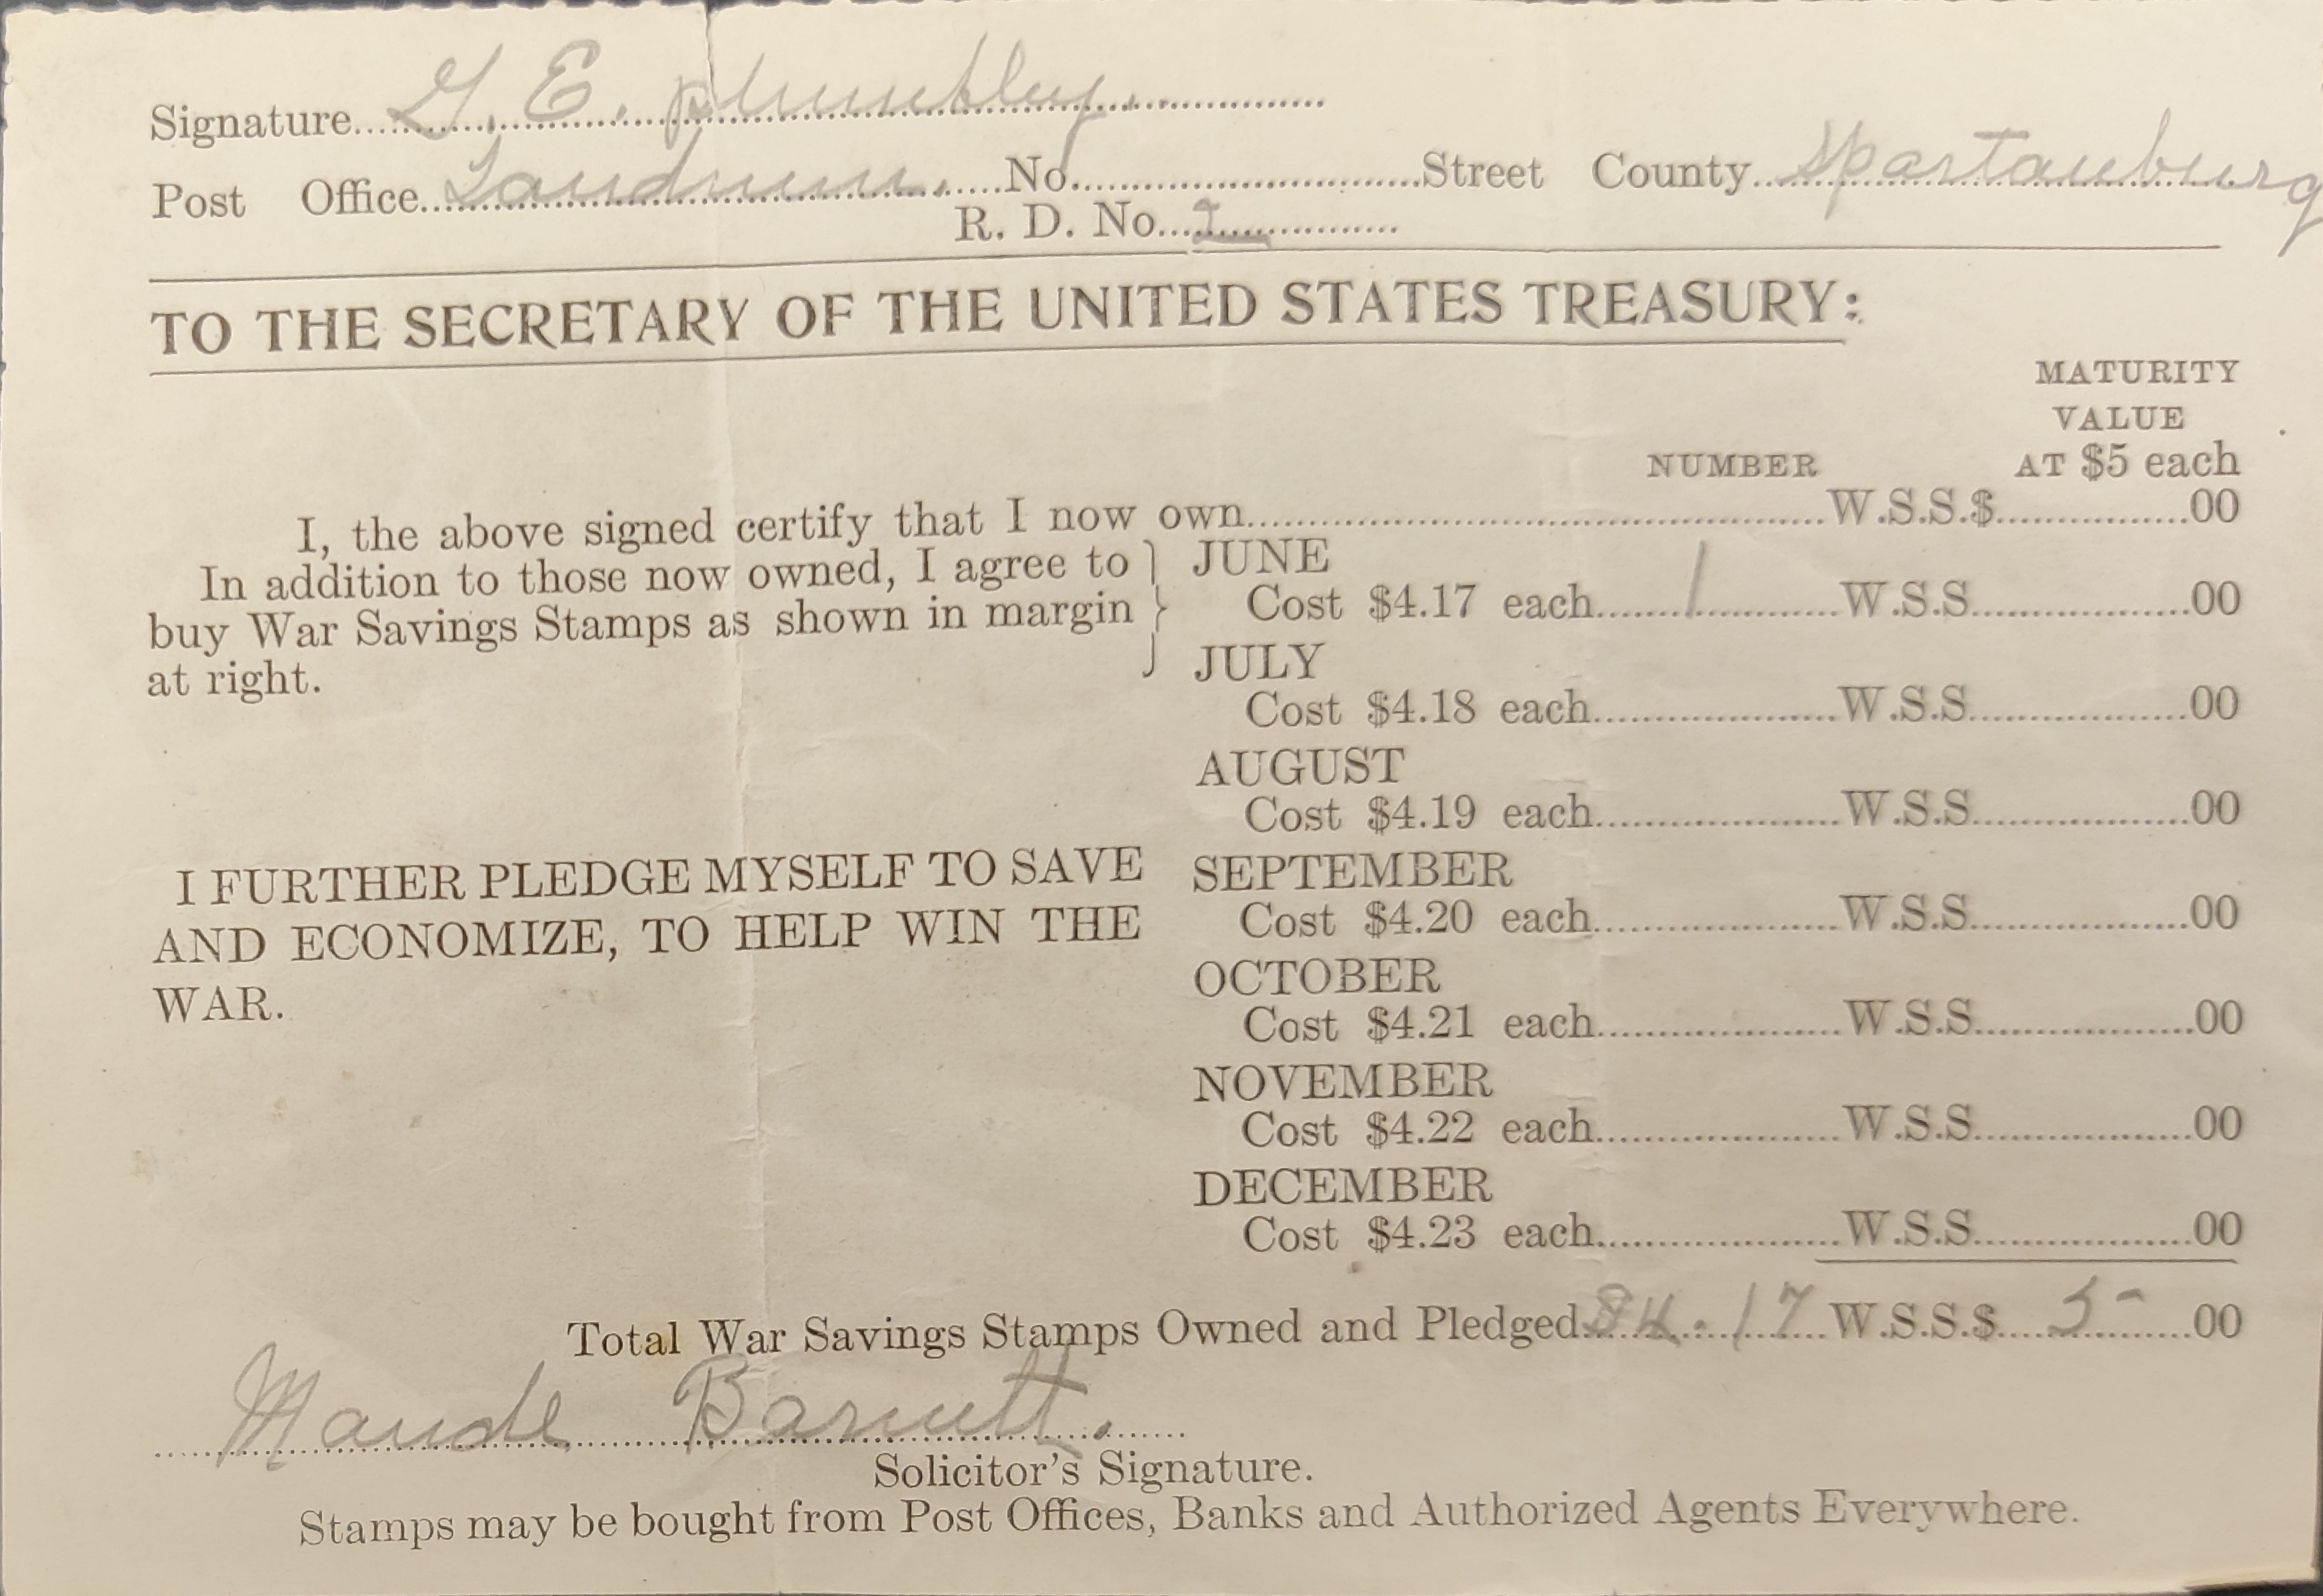 Signature G. E. Plumbley.
Post Office Landrum. No. Street County Spartanburg
R. D. No. 2
TO THE SECRETARY OF THE UNITED STATES TREASURY:
MATURITY
VALUE
NUMBER AT $5 each
I, the above signed certify that I now own W.S.S.$ 00
In addition to those now owned, I agree to
buy War Savings Stamps as shown in margin
at right.
JUNE
Cost $4.17 each 1 W.S.S. 00
JULY
Cost $4.18 each W.S.S. 00
AUGUST
Cost $4.19 each W.S.S. 00
I FURTHER PLEDGE MYSELF TO SAVE
AND ECONOMIZE, TO HELP WIN THE
WAR.
SEPTEMBER
Cost $4.20 each W.S.S. 00
OCTOBER
Cost $4.21 each W.S.S. 00
NOVEMBER
Cost $4.22 each W.S.S. 00
DECEMBER
Cost $4.23 each W.S.S. 00
Total War Savings Stamps Owned and Pledged $4.17 W.S.S.$ 5- 00
Maude Barnett.
Solicitor's Signature.
Stamps may be bought from Post Offices, Banks and Authorized Agents Everywhere.